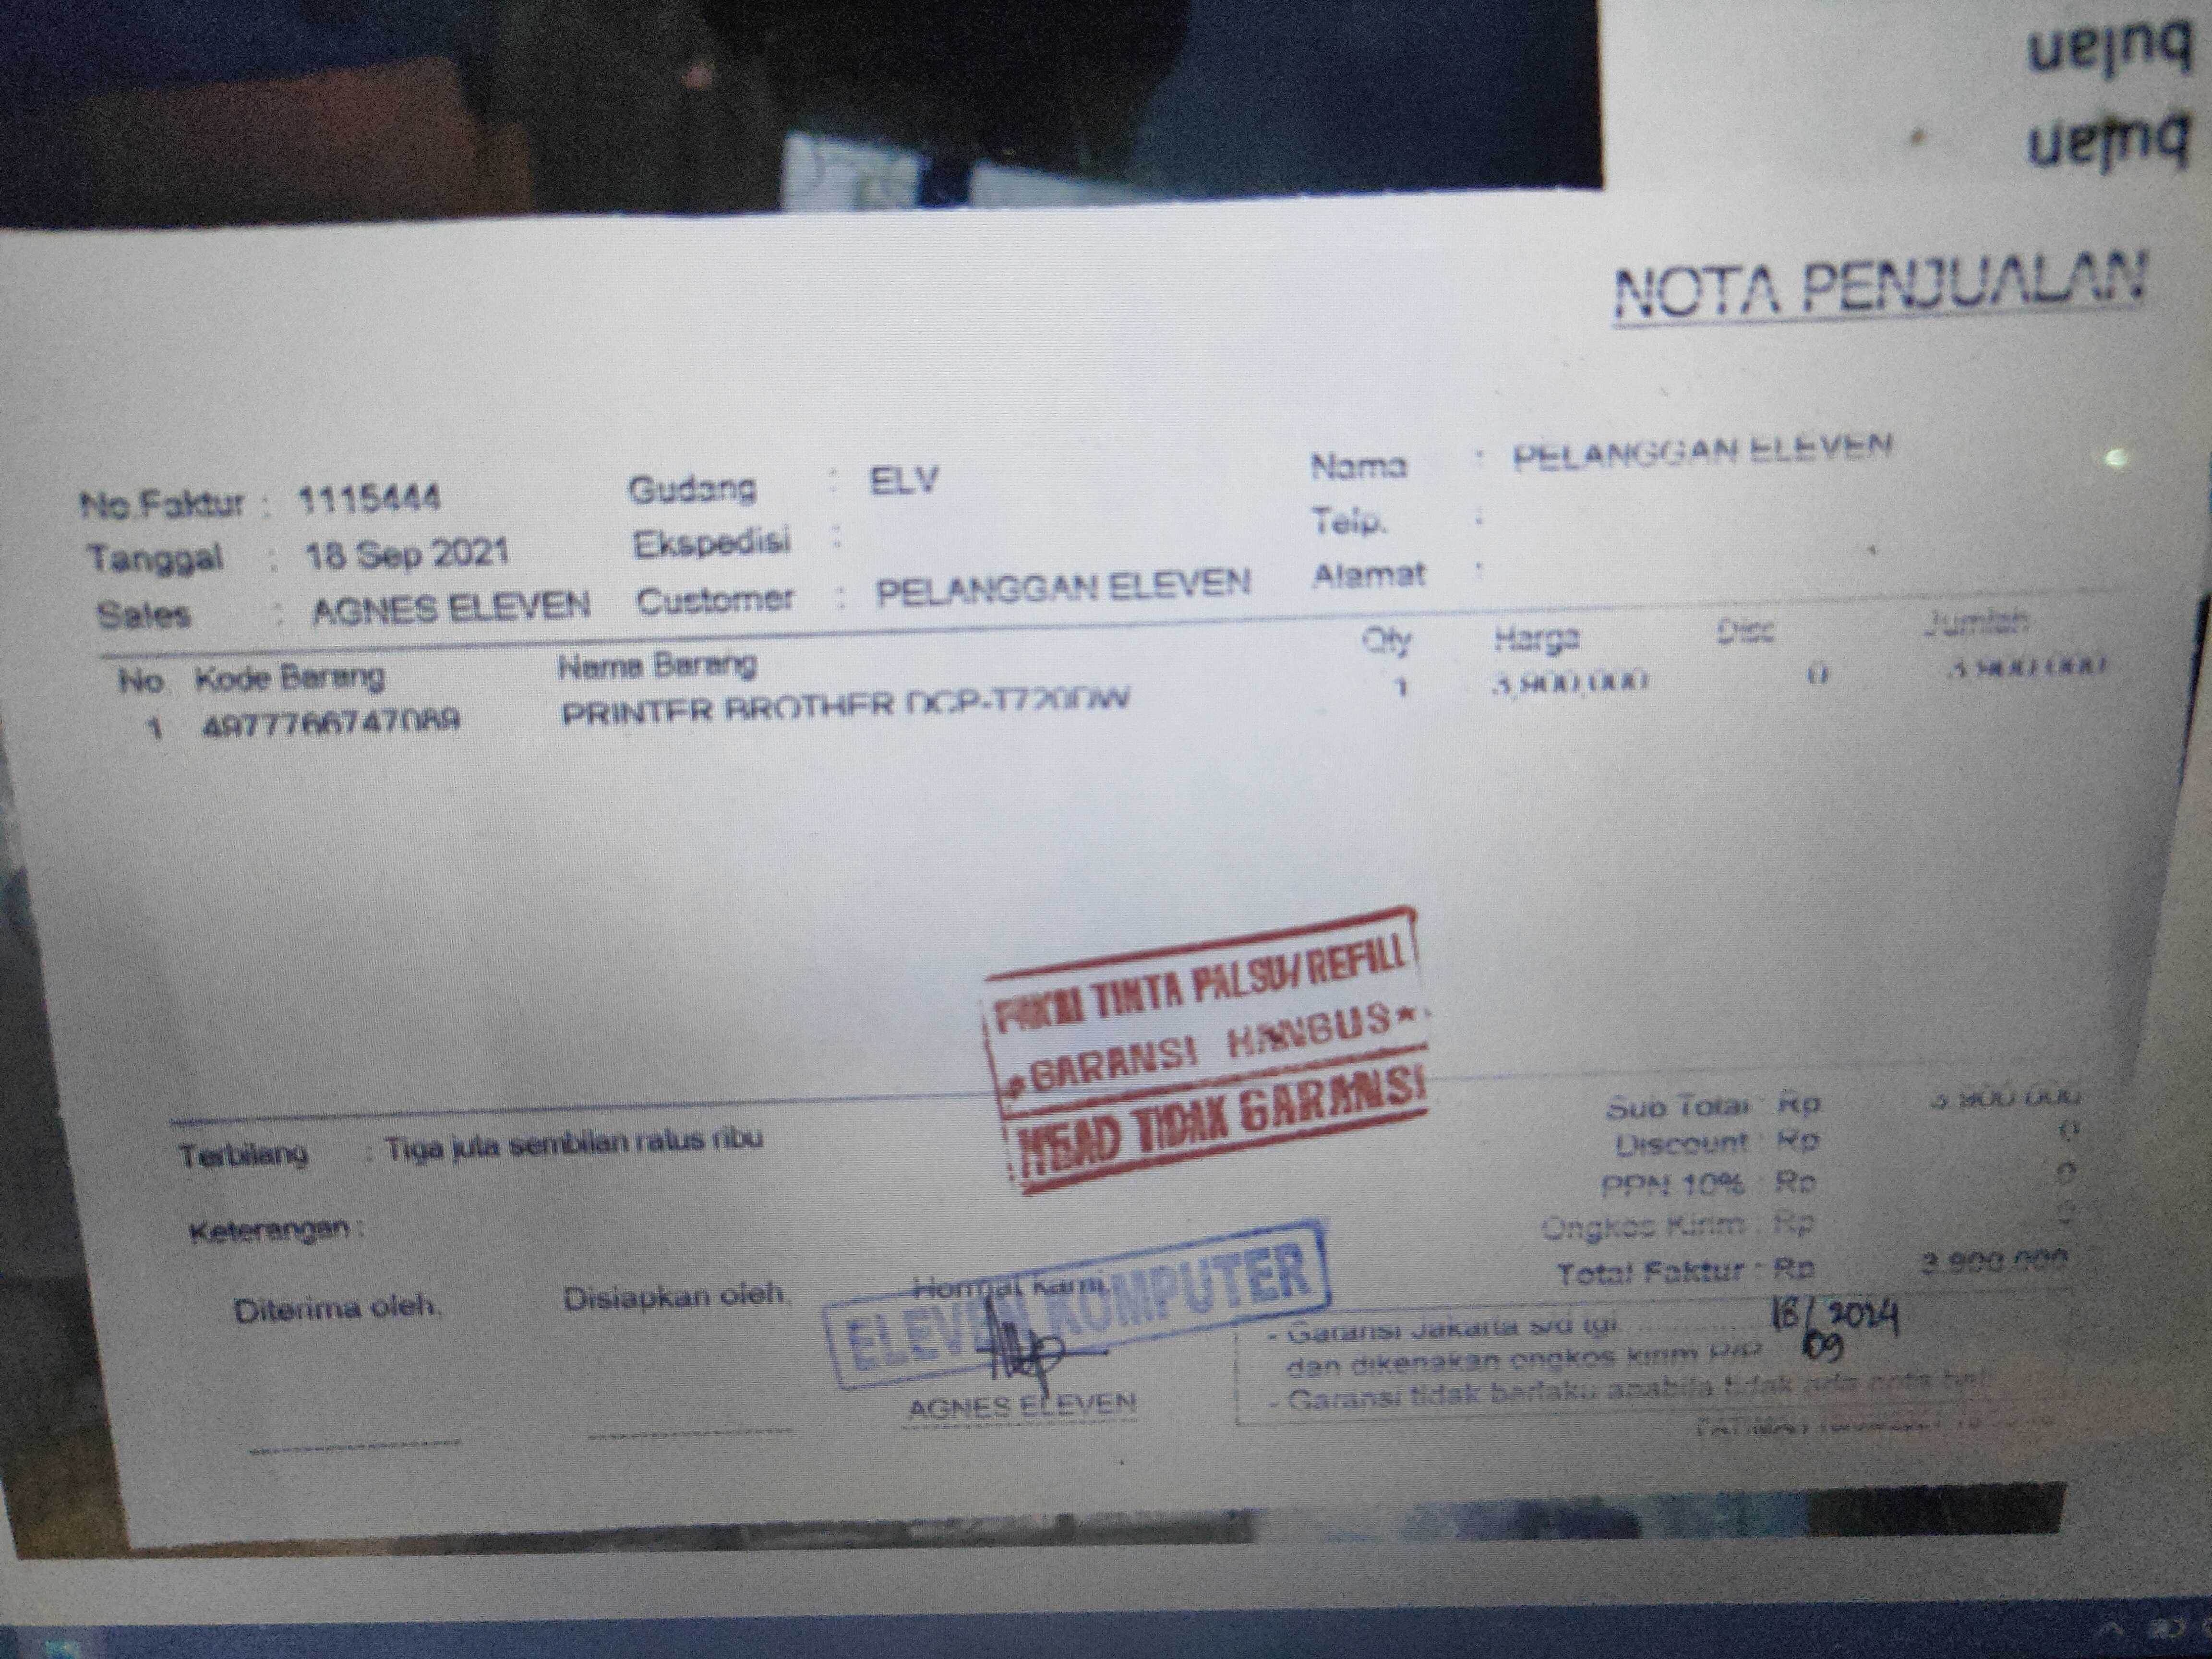 bulan
bulan
NOTA PENJUALAN
No.Faktur : 1115444 Gudang : ELV Nama : PELANGGAN ELEVEN
Tanggal : 18 Sep 2021 Ekspedisi : Telp. :
Sales : AGNES ELEVEN Customer : PELANGGAN ELEVEN Alamat :
No. Kode Barang Nama Barang Qty Harga Disc Jumlah
1 4977766747089 PRINTER BROTHER DCP-T720DW 1 3,900,000 0 3.900.000
PAKAI TINTA PALSU/REFILL
*GARANSI HANGUS*
HEAD TIDAK GARANSI
Terbilang : Tiga juta sembilan ratus ribu
Keterangan :
Sub Total : Rp 3.900.000
Discount : Rp 0
PPN 10% : Rp 0
Ongkos Kirim : Rp 0
Total Faktur : Rp 3.900.000
Diterima oleh, Disiapkan oleh, Hormat kami,
ELEVEN KOMPUTER
AGNES ELEVEN
- Garansi Jakarta s/d tgl ............ 18/09 2024
dan dikenakan ongkos kirim P/P
- Garansi tidak berlaku apabila tidak ada nota